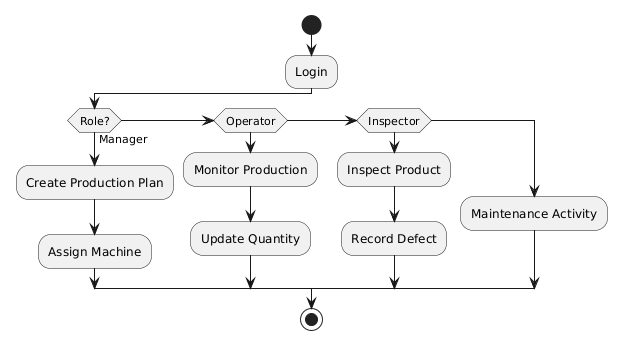 Login
Role?
Operator
Inspector
Manager
Monitor Production
Inspect Product
Create Production Plan
Maintenance Activity
Assign Machine
Update Quantity
Record Defect